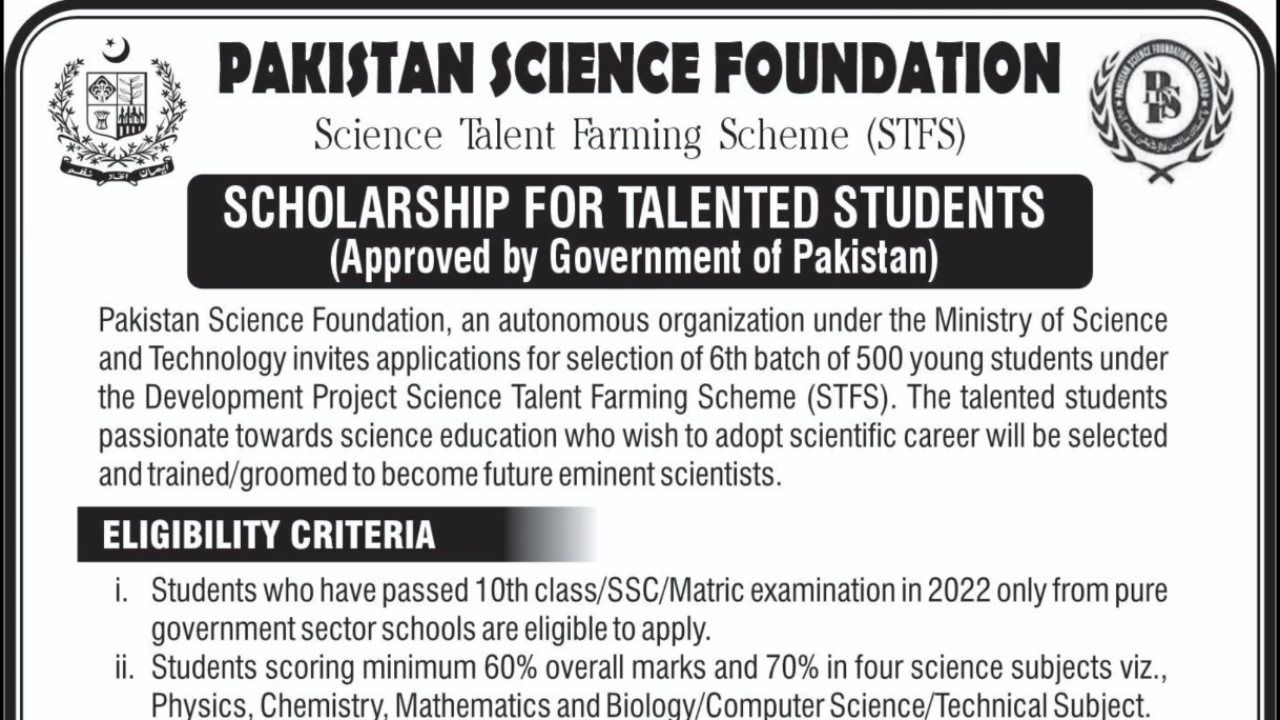 PAKISTAN SCIENCE FOUNDATION
Science Talent Farming Scheme (STFS)
SCHOLARSHIP FOR TALENTED STUDENTS
(Approved by Government of Pakistan)
Pakistan Science Foundation, an autonomous organization under the Ministry of Science
and Technology invites applications for selection of 6th batch of 500 young students under
the Development Project Science Talent Farming Scheme (STFS). The talented students
passionate towards science education who wish to adopt scientific career will be selected
and trained/groomed to become future eminent scientists.
ELIGIBILITY CRITERIA
i. Students who have passed 10th class/SSC/Matric examination in 2022 only from pure
government sector schools are eligible to apply.
ii. Students scoring minimum 60% overall marks and 70% in four science subjects viz.,
Physics, Chemistry, Mathematics and Biology/Computer Science/Technical Subject.